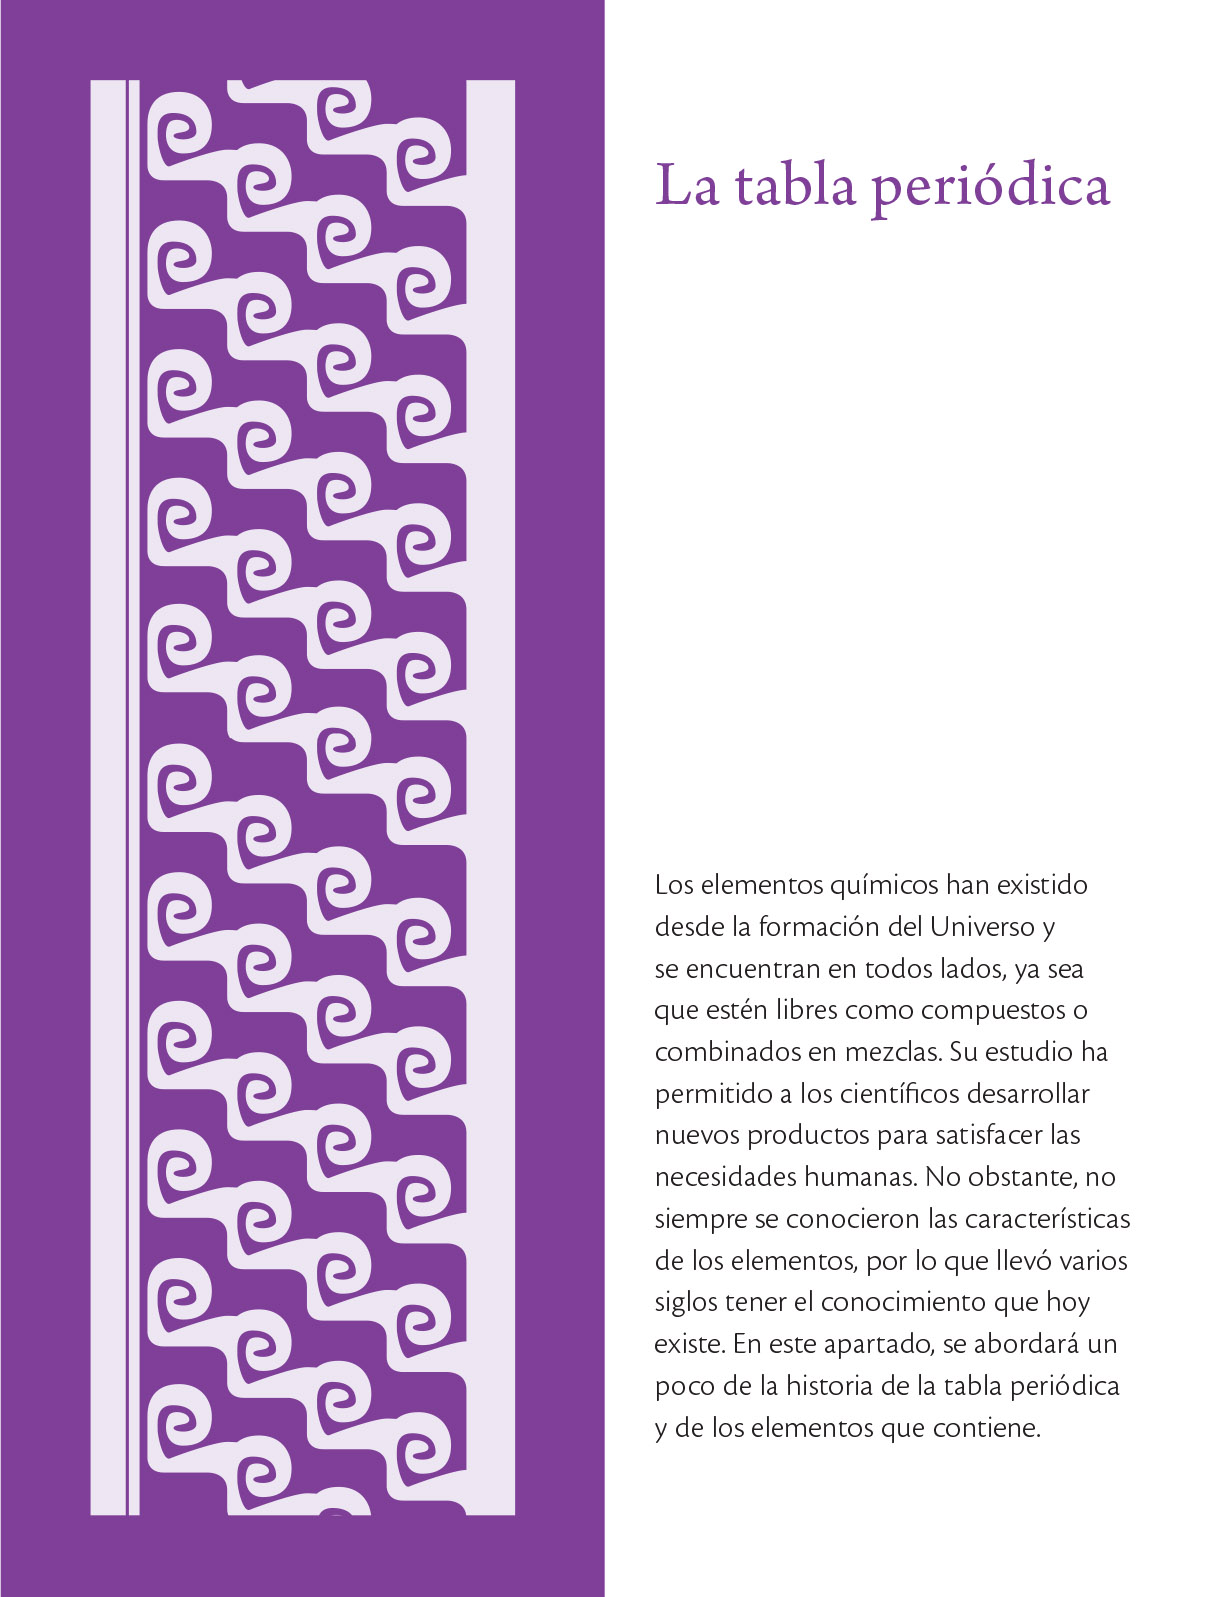 La tabla periódica
Los elementos químicos han existido
desde la formación del Universo y
se encuentran en todos lados, ya sea
que estén libres como compuestos o
combinados en mezclas. Su estudio ha
permitido a los científicos desarrollar
nuevos productos para satisfacer las
necesidades humanas. No obstante, no
siempre se conocieron las características
de los elementos, por lo que llevó varios
siglos tener el conocimiento que hoy
existe. En este apartado, se abordará un
poco de la historia de la tabla periódica
y de los elementos que contiene.